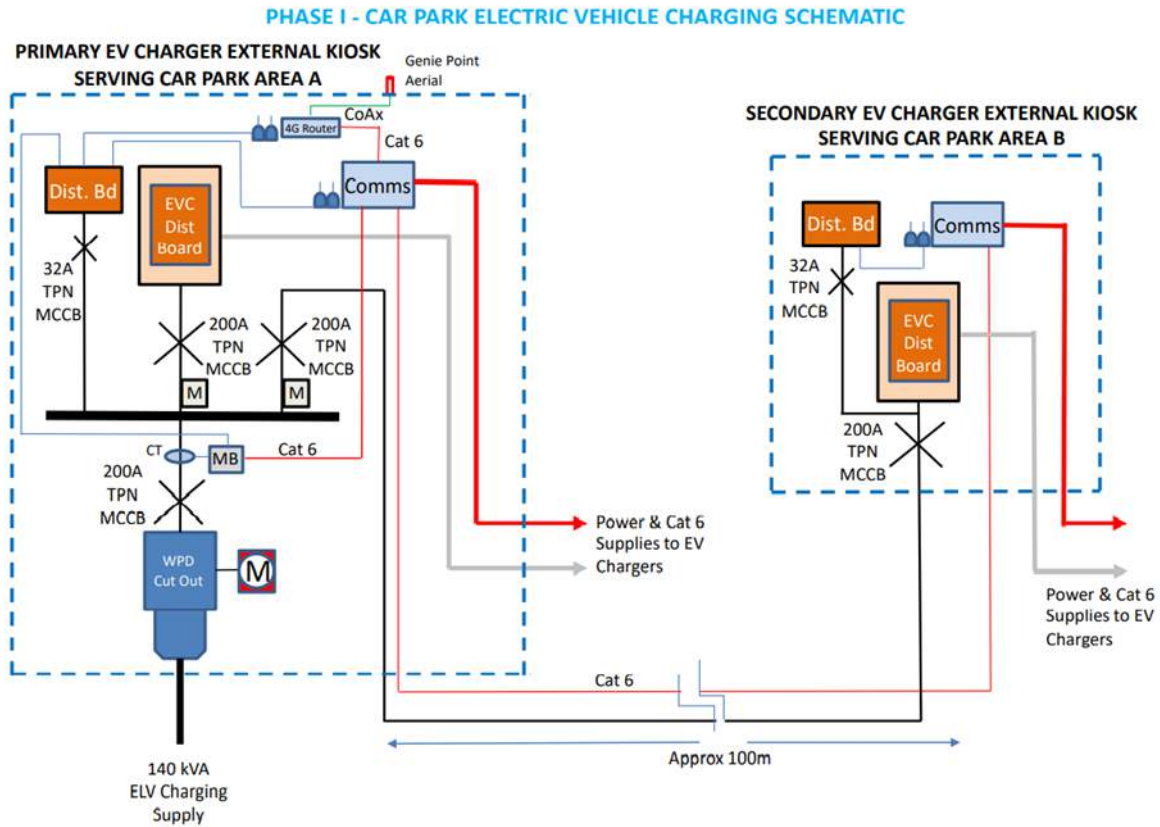 PHASE I - CAR PARK ELECTRIC VEHICLE CHARGING SCHEMATIC
PRIMARY EV CHARGER EXTERNAL KIOSK
SERVING CAR PARK AREA A
Genie Point
Aerial
CoAx
4G Router
Cat 6
Dist. Bd
EVC
Dist
Board
Comms
32A
TPN
MCCB
200A
TPN
MCCB
200A
TPN
MCCB
M
M
CT
MB
Cat 6
200A
TPN
MCCB
WPD
Cut Out
M
140 kVA
ELV Charging
Supply
Power & Cat 6
Supplies to EV
Chargers
Cat 6
Approx 100m
SECONDARY EV CHARGER EXTERNAL KIOSK
SERVING CAR PARK AREA B
Dist. Bd
Comms
32A
TPN
MCCB
EVC
Dist
Board
200A
TPN
MCCB
Power & Cat 6
Supplies to EV
Chargers